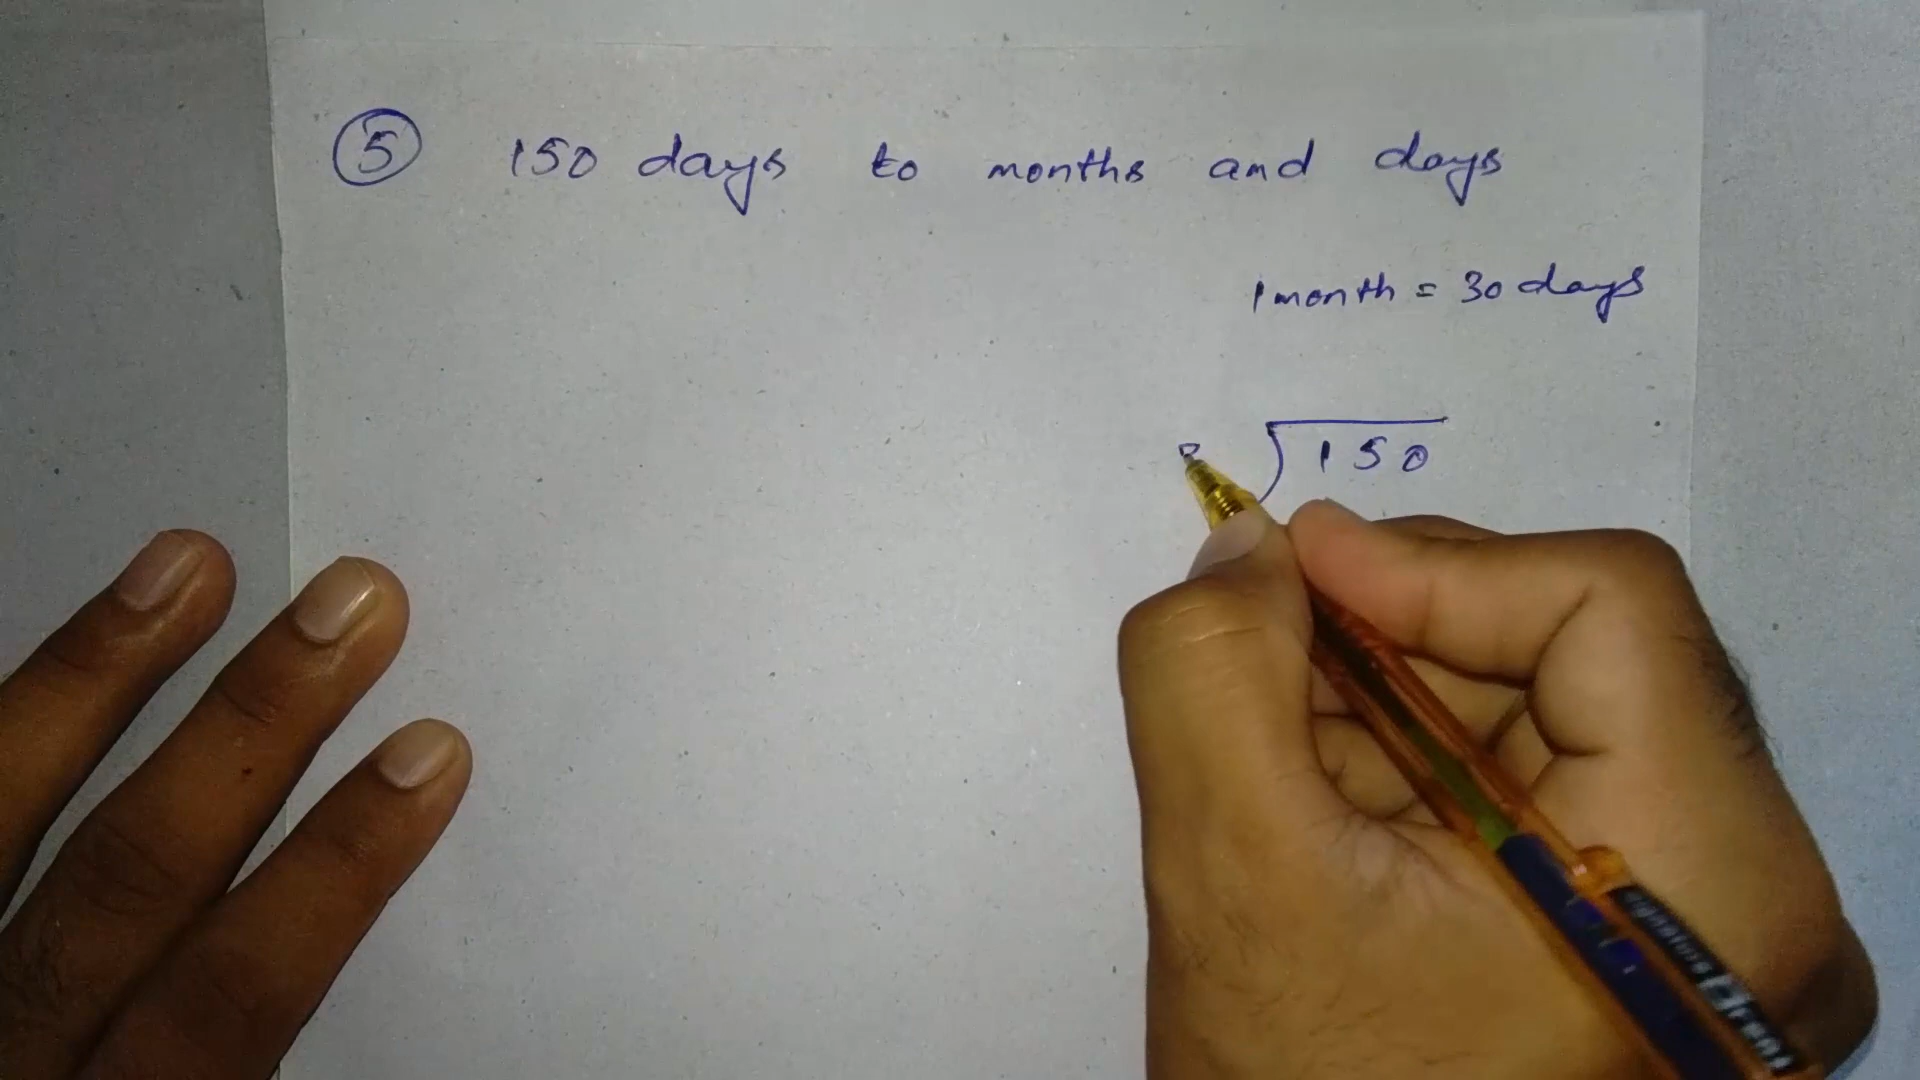 5 150 days to months and days
1 month = 30 days
150